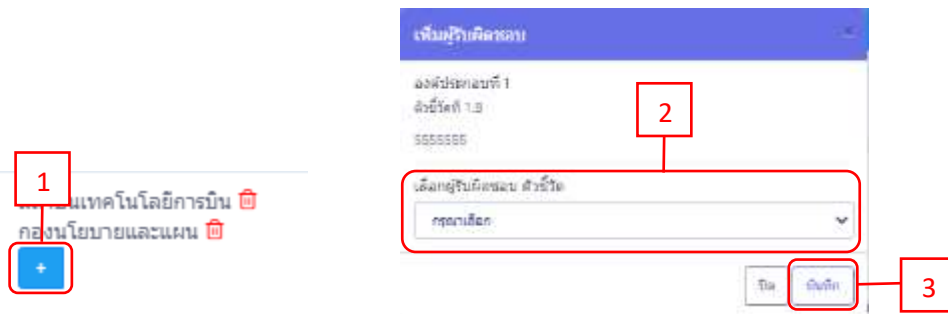 1
เทคโนโลยีการบิน
กองนโยบายและแผน
+
เพิ่มผู้รับผิดชอบ
องค์ประกอบที่ 1
ตัวชี้วัดที่ 1.9
5555555
2
เลือกผู้รับผิดชอบ ตัวชี้วัด
กรุณาเลือก
ปิด
บันทึก
3